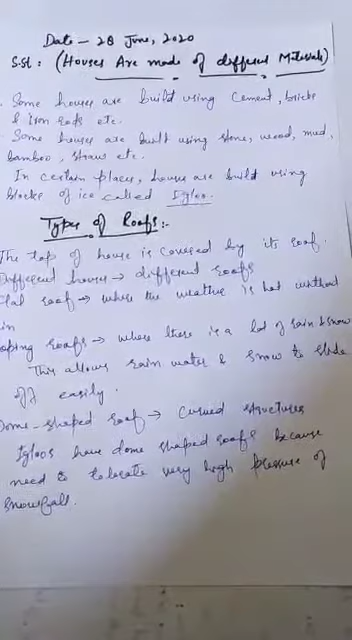 Date - 28 June, 2020
S.St : (Houses Are made of different Materials)
Some houses are build using Cement, bricks
& iron rods etc.
Some houses are built using stone, wood, mud,
bamboo, straw etc.
In certain places, houses are build using
blocks of ice called Igloo.
Types of Roofs:-
The top of house is covered by its roof.
Different houses → different roofs
Flat roof → where the weather is hot without
in
oping roofs → where there is a lot of rain & snow
This allows rain water & snow to slide
off easily.
Dome-shaped roof → Curved structures
Igloos have dome shaped roofs because
need to tolerate very high pressure of
snowfall.